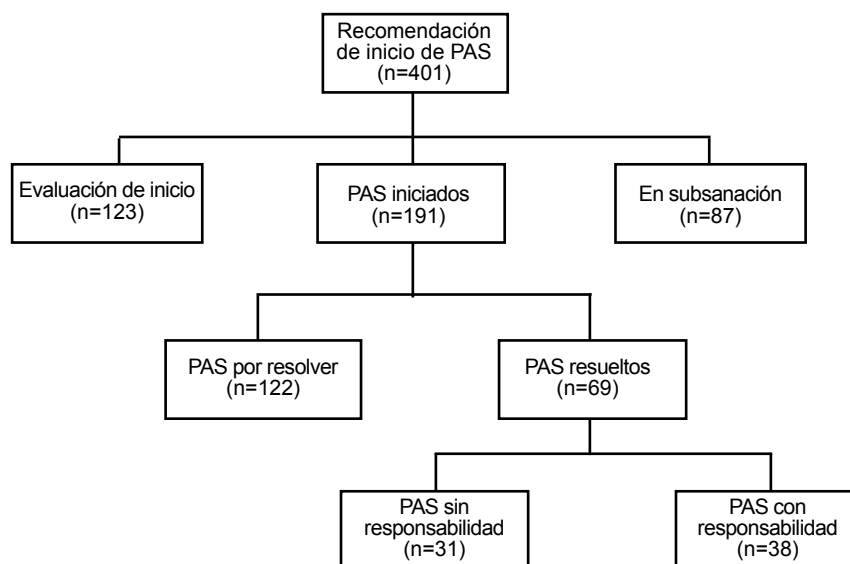 Recomendación
de inicio de PAS
(n=401)
Evaluación de inicio
(n=123)
PAS iniciados
(n=191)
En subsanación
(n=87)
PAS por resolver
(n=122)
PAS resueltos
(n=69)
PAS sin
responsabilidad
(n=31)
PAS con
responsabilidad
(n=38)